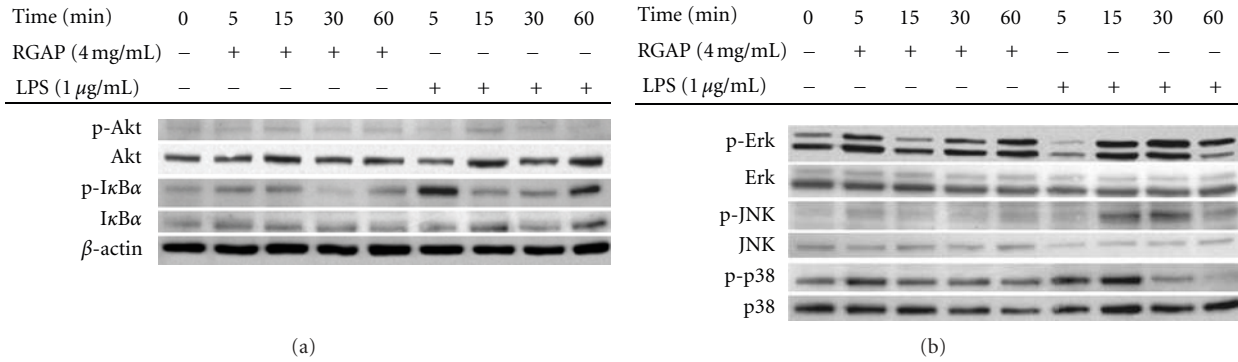 Time (min) 0 5 15 30 60 5 15 30 60
RGAP (4 mg/mL) − + + + + − − − −
LPS (1 μg/mL) − − − − − + + + +
p-Akt
Akt
p-IκBα
IκBα
β-actin
(a)
Time (min) 0 5 15 30 60 5 15 30 60
RGAP (4 mg/mL) − + + + + − − − −
LPS (1 μg/mL) − − − − − + + + +
p-Erk
Erk
p-JNK
JNK
p-p38
p38
(b)